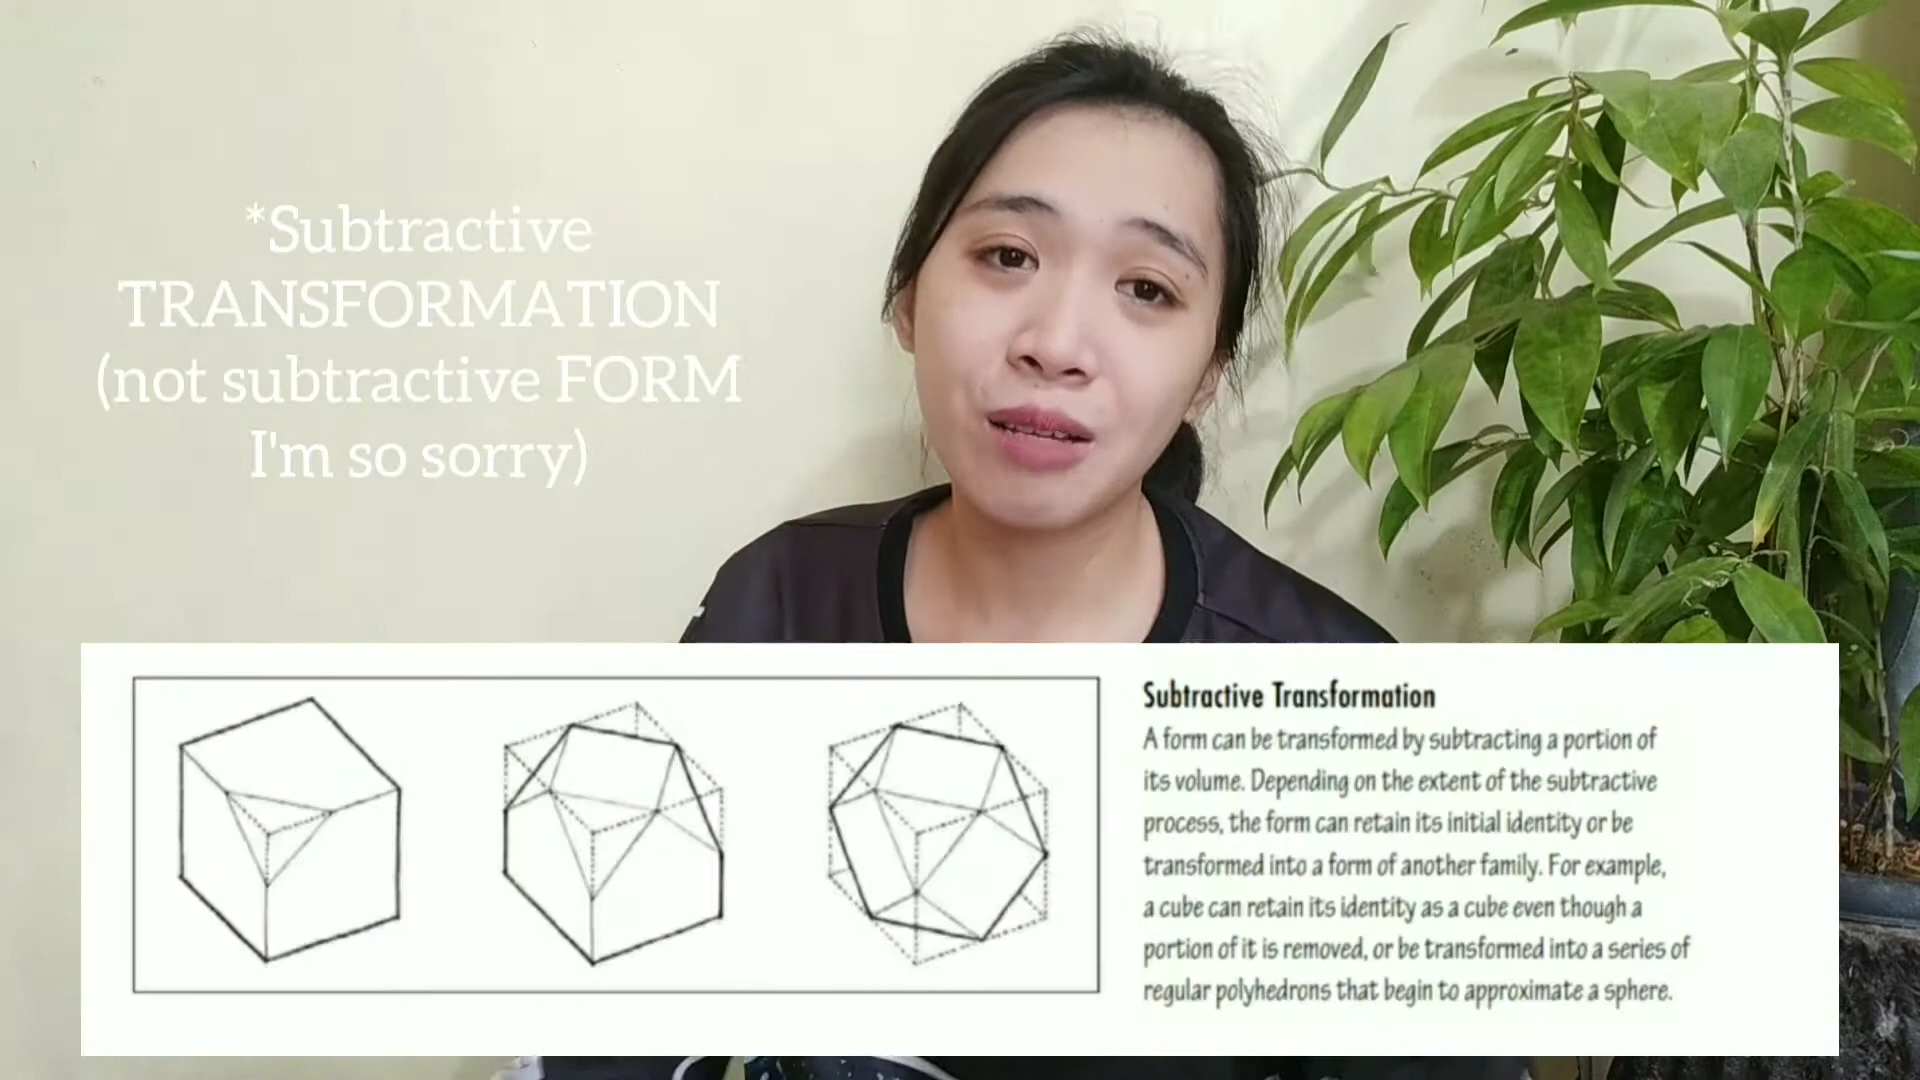 *Subtractive
TRANSFORMATION
(not subtractive FORM
I'm so sorry)
Subtractive Transformation
A form can be transformed by subtracting a portion of
its volume. Depending on the extent of the subtractive
process, the form can retain its initial identity or be
transformed into a form of another family. For example,
a cube can retain its identity as a cube even though a
portion of it is removed, or be transformed into a series of
regular polyhedrons that begin to approximate a sphere.